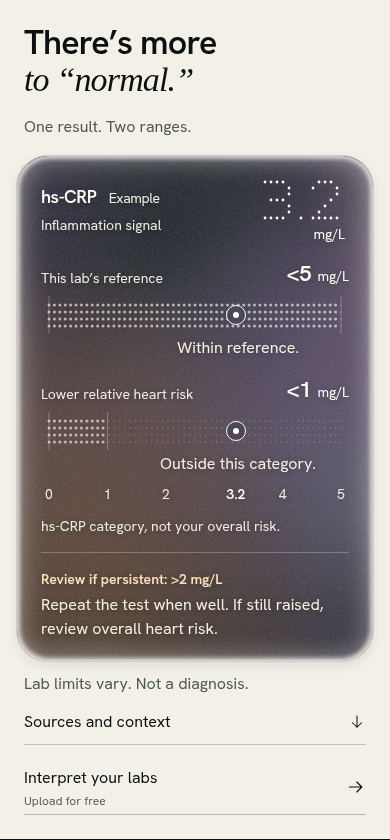 There’s more
to “normal.”
One result. Two ranges.
hs-CRP Example
3.2
Inflammation signal
mg/L
This lab’s reference
<5 mg/L
Within reference.
Lower relative heart risk
<1 mg/L
Outside this category.
0 1 2 3.2 4 5
hs-CRP category, not your overall risk.
Review if persistent: >2 mg/L
Repeat the test when well. If still raised,
review overall heart risk.
Lab limits vary. Not a diagnosis.
Sources and context
Interpret your labs
Upload for free